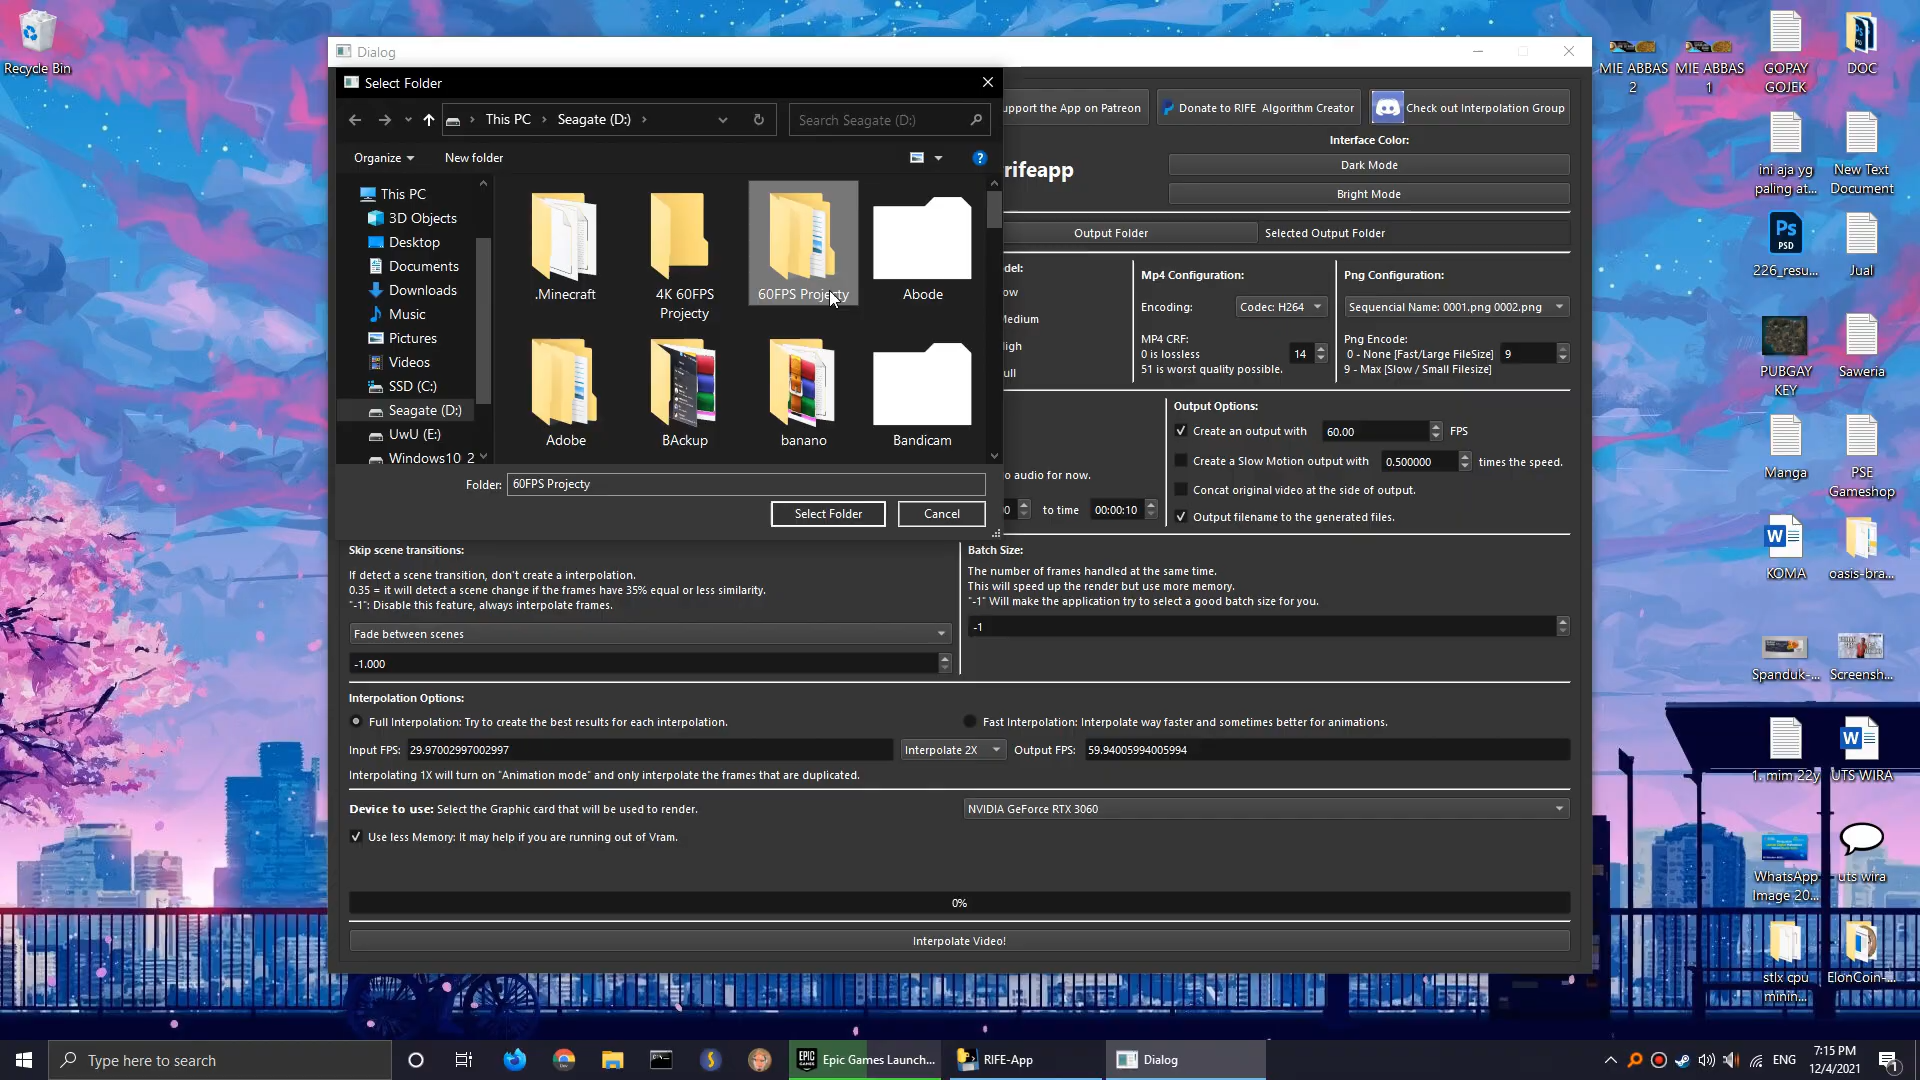 Recycle Bin
Dialog
Select Folder
This PC
Seagate (D:)
Search Seagate (D:)
Organize
New folder
This PC
3D Objects
Desktop
Documents
Downloads
Music
Pictures
Videos
SSD (C:)
Seagate (D:)
UwU (E:)
Windows10_2
.Minecraft
4K 60FPS
Projecty
60FPS Projecty
Abode
Adobe
BAckup
banano
Bandicam
Folder:
60FPS Projecty
Select Folder
Cancel
upport the App on Patreon
Donate to RIFE Algorithm Creator
Check out Interpolation Group
Interface Color:
rifeapp
Dark Mode
Bright Mode
Output Folder
Selected Output Folder
del:
ow
Medium
igh
ull
Mp4 Configuration:
Encoding:
Codec: H264
MP4 CRF:
0 is lossless
51 is worst quality possible.
14
Png Configuration:
Sequencial Name: 0001.png 0002.png
Png Encode:
0 - None [Fast/Large FileSize]
9 - Max [Slow / Small Filesize]
9
o audio for now.
0
to time
00:00:10
Output Options:
Create an output with
60.00
FPS
Create a Slow Motion output with
0.500000
times the speed.
Concat original video at the side of output.
Output filename to the generated files.
Skip scene transitions:
If detect a scene transition, don't create a interpolation.
0.35 = it will detect a scene change if the frames have 35% equal or less similarity.
"-1": Disable this feature, always interpolate frames.
Fade between scenes
-1.000
Batch Size:
The number of frames handled at the same time.
This will speed up the render but use more memory.
"-1" Will make the application try to select a good batch size for you.
-1
Interpolation Options:
Full Interpolation: Try to create the best results for each interpolation.
Fast Interpolation: Interpolate way faster and sometimes better for animations.
Input FPS:
29.97002997002997
Interpolate 2X
Output FPS:
59.94005994005994
Interpolating 1X will turn on "Animation mode" and only interpolate the frames that are duplicated.
Device to use: Select the Graphic card that will be used to render.
NVIDIA GeForce RTX 3060
Use less Memory: It may help if you are running out of Vram.
0%
Interpolate Video!
MIE ABBAS
2
MIE ABBAS
1
GOPAY
GOJEK
DOC
ini aja yg
paling at...
New Text
Document
Ps
PSD
226_resu...
Jual
PUBGAY
KEY
Saweria
Manga
PSE
Gameshop
KOMA
oasis-bra...
Spanduk-...
Screensh...
1. mim 22y
UTS WIRA
WhatsApp
Image 20...
uts wira
stlx cpu
minin...
ElonCoin-...
Type here to search
EPIC
GAMES
Epic Games Launch...
RIFE-App
Dialog
ENG
7:15 PM
12/4/2021
1